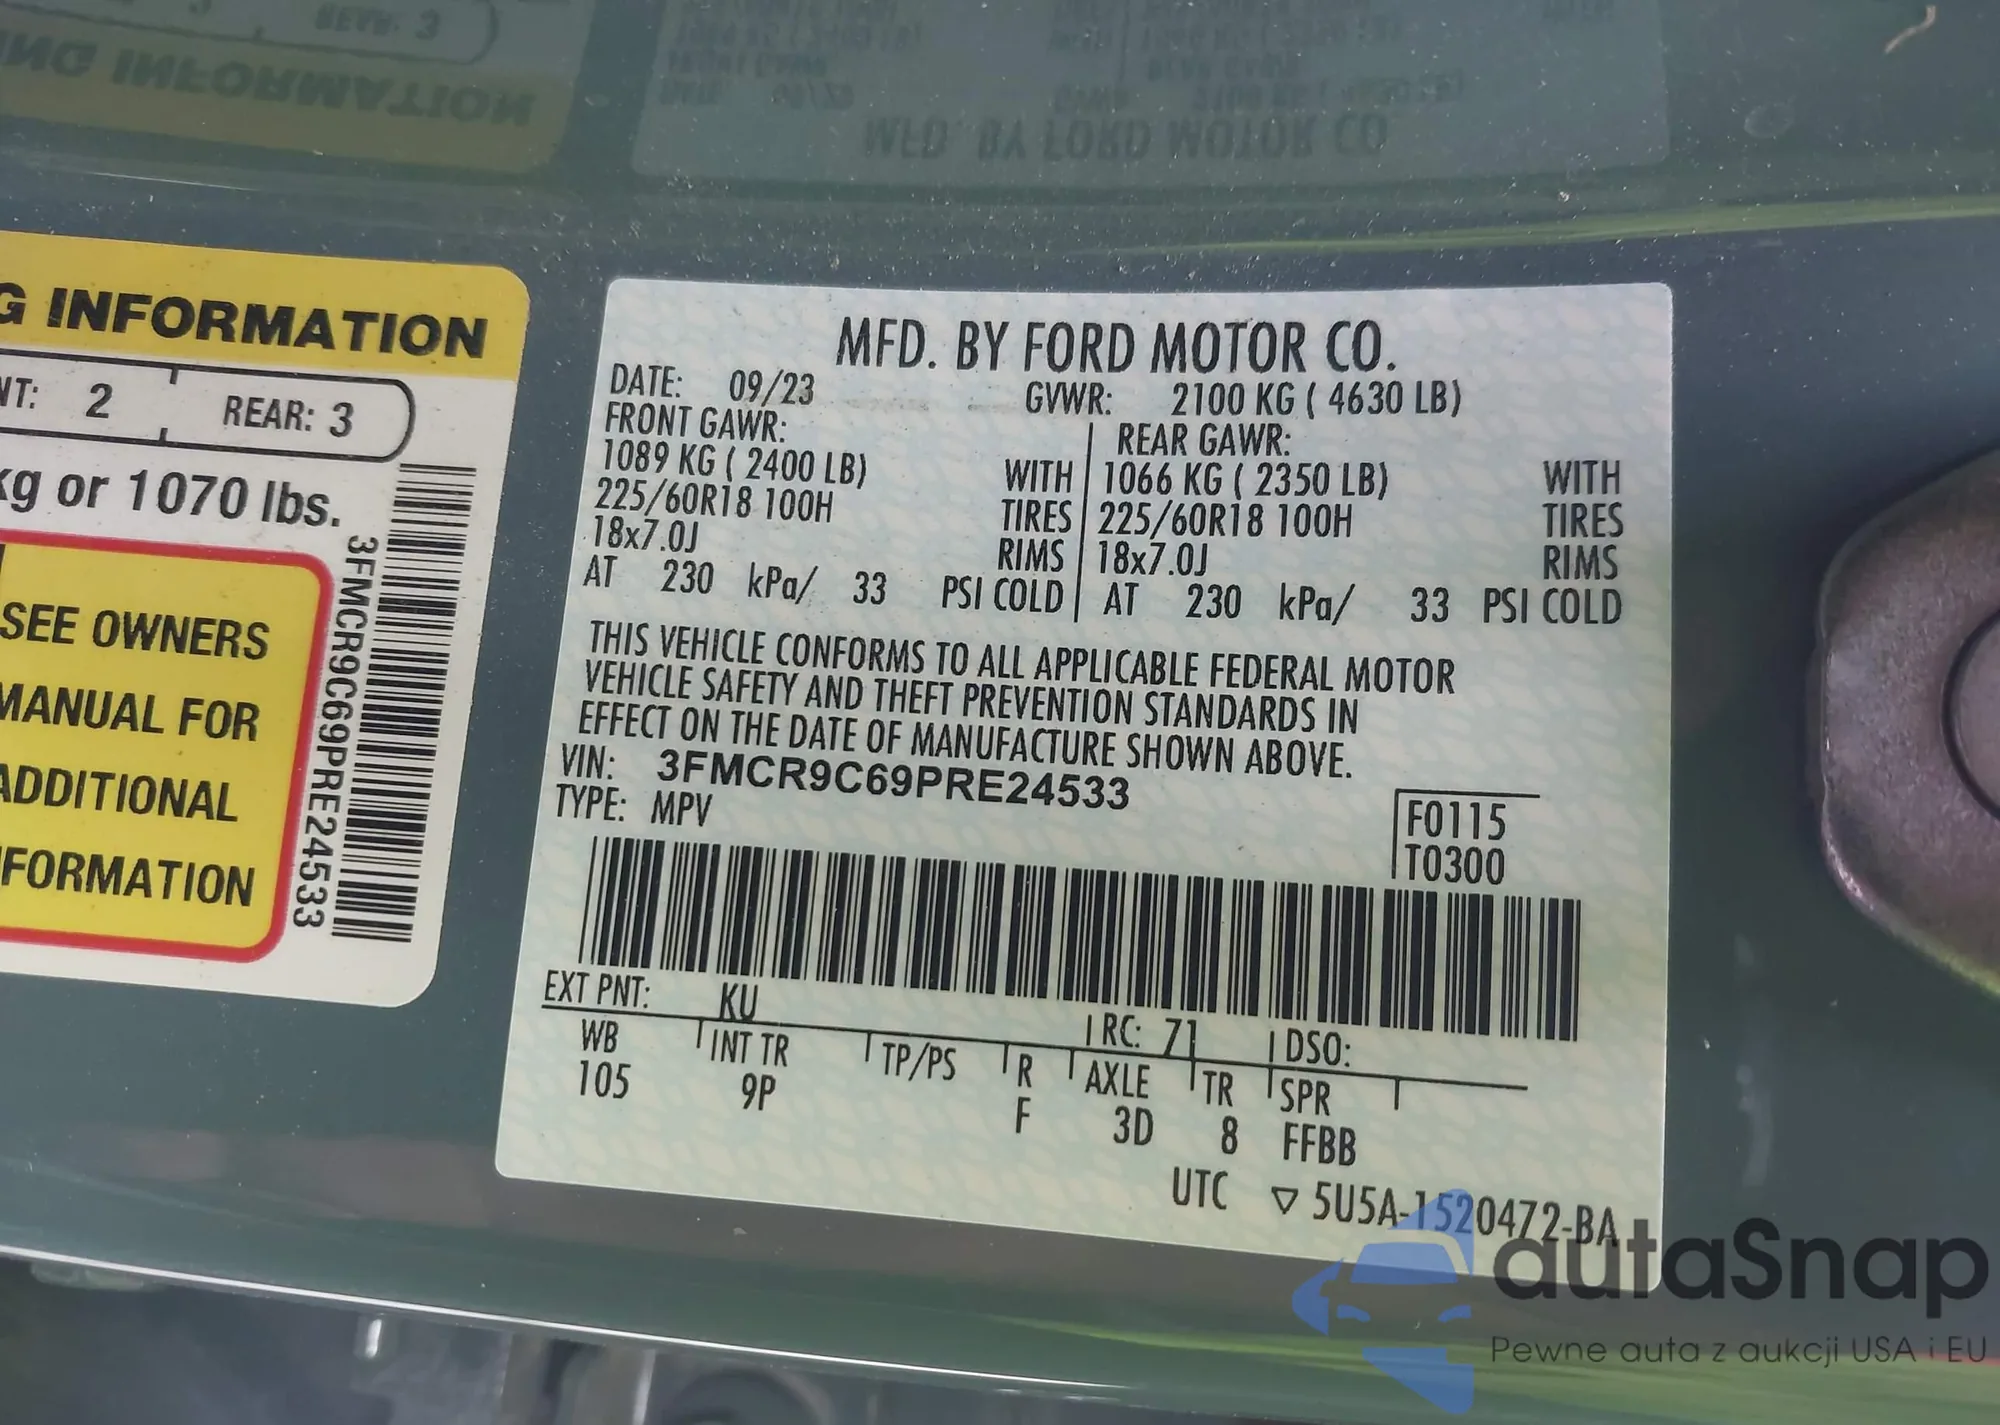 G INFORMATION
NT: 2 REAR: 3
kg or 1070 lbs.
SEE OWNERS
MANUAL FOR
ADDITIONAL
FORMATION
3FMCR9C69PRE24533
MFD. BY FORD MOTOR CO.
DATE: 09/23 GVWR: 2100 KG ( 4630 LB)
FRONT GAWR: REAR GAWR:
1089 KG ( 2400 LB) WITH 1066 KG ( 2350 LB) WITH
225/60R18 100H TIRES 225/60R18 100H TIRES
18x7.0J RIMS 18x7.0J RIMS
AT 230 kPa/ 33 PSI COLD AT 230 kPa/ 33 PSI COLD
THIS VEHICLE CONFORMS TO ALL APPLICABLE FEDERAL MOTOR
VEHICLE SAFETY AND THEFT PREVENTION STANDARDS IN
EFFECT ON THE DATE OF MANUFACTURE SHOWN ABOVE.
VIN: 3FMCR9C69PRE24533
TYPE: MPV
F0115
T0300
EXT PNT: KU RC: 71 DSO:
WB INT TR TP/PS R AXLE TR SPR
105 9P F 3D 8 FFBB
UTC ▽ 5U5A-1520472-BA
autaSnap
Pewne auta z aukcji USA i EU